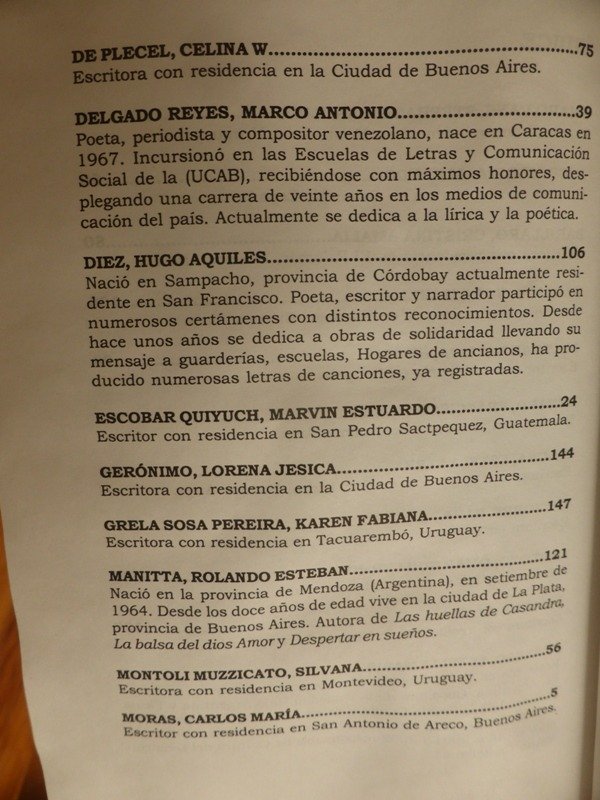 DE PLECEL, CELINA W.............................................................75
Escritora con residencia en la Ciudad de Buenos Aires.
DELGADO REYES, MARCO ANTONIO...................................39
Poeta, periodista y compositor venezolano, nace en Caracas en
1967. Incursionó en las Escuelas de Letras y Comunicación
Social de la (UCAB), recibiéndose con máximos honores, des-
plegando una carrera de veinte años en los medios de comuni-
cación del país. Actualmente se dedica a la lírica y la poética.
DIEZ, HUGO AQUILES..........................................................106
Nació en Sampacho, provincia de Córdobay actualmente resi-
dente en San Francisco. Poeta, escritor y narrador participó en
numerosos certámenes con distintos reconocimientos. Desde
hace unos años se dedica a obras de solidaridad llevando su
mensaje a guarderías, escuelas, Hogares de ancianos, ha pro-
ducido numerosas letras de canciones, ya registradas.
ESCOBAR QUIYUCH, MARVIN ESTUARDO.........................24
Escritor con residencia en San Pedro Sactpequez, Guatemala.
GERÓNIMO, LORENA JESICA.............................................144
Escritora con residencia en la Ciudad de Buenos Aires.
GRELA SOSA PEREIRA, KAREN FABIANA.........................147
Escritora con residencia en Tacuarembó, Uruguay.
MANITTA, ROLANDO ESTEBAN.........................................121
Nació en la provincia de Mendoza (Argentina), en setiembre de
1964. Desde los doce años de edad vive en la ciudad de La Plata,
provincia de Buenos Aires. Autora de Las huellas de Casandra,
La balsa del dios Amor y Despertar en sueños.
MONTOLI MUZZICATO, SILVANA.........................................56
Escritora con residencia en Montevideo, Uruguay.
MORAS, CARLOS MARÍA.......................................................5
Escritor con residencia en San Antonio de Areco, Buenos Aires.